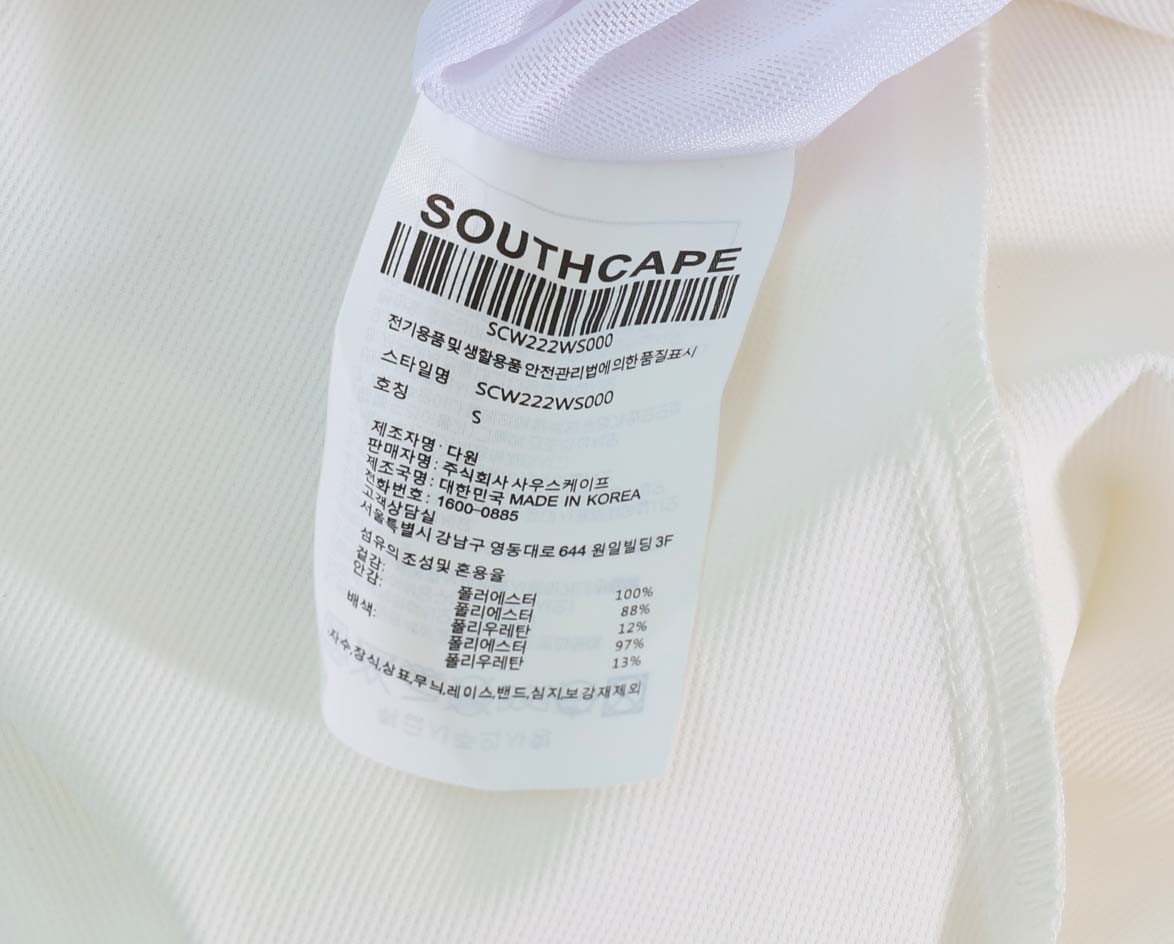 SOUTHCAPE
SCW222WS000
전기용품 및 생활용품 안전관리법에 의한 품질표시
스타일명 SCW222WS000
호칭 S
제조자명 : 다원
판매자명 : 주식회사 사우스케이프
제조국명 : 대한민국 MADE IN KOREA
전화번호 : 1600-0885
고객상담실
서울특별시 강남구 영동대로 644 원일빌딩 3F
섬유의 조성 및 혼용율
겉감: 폴러에스터 100%
안감: 폴리에스터 88%
폴리우레탄 12%
배색: 폴리에스터 97%
폴리우레탄 13%
자수,장식,상표,무늬,레이스,밴드,심지,보강재제외